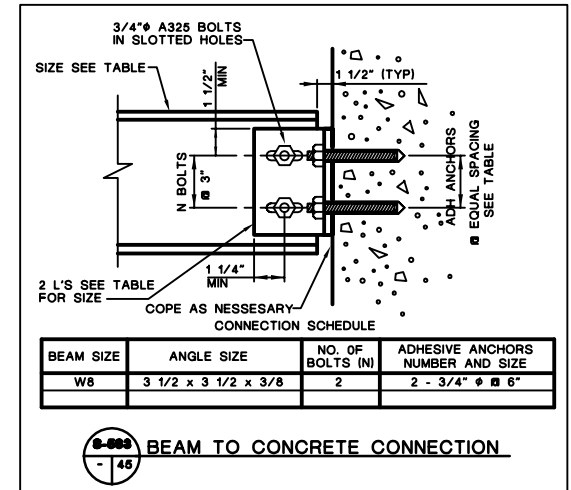 3/4"φ A325 BOLTS
IN SLOTTED HOLES
SIZE SEE TABLE
1 1/2"
MIN
1 1/2" (TYP)
N BOLTS
@ 3"
ADH ANCHORS
@ EQUAL SPACING
SEE TABLE
1 1/4"
MIN
2 L'S SEE TABLE
FOR SIZE
COPE AS NESSESARY
CONNECTION SCHEDULE
BEAM SIZE
ANGLE SIZE
NO. OF
BOLTS (N)
ADHESIVE ANCHORS
NUMBER AND SIZE
W8
3 1/2 x 3 1/2 x 3/8
2
2 - 3/4" φ @ 6"
BEAM TO CONCRETE CONNECTION
- 45